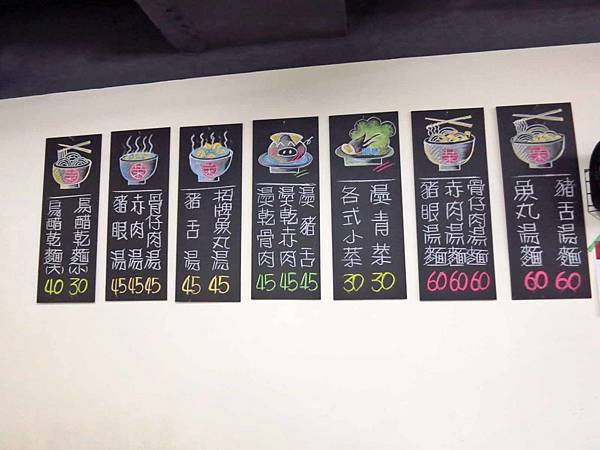 豬舌湯麵 60
魚丸湯麵 60
骨仔肉湯麵 60
赤肉湯麵 60
豬眼湯麵 60
燙青菜 30
各式小菜 30
燙豬舌 45
燙乾赤肉 45
燙乾骨肉 45
招牌魚丸湯 45
豬舌湯 45
骨仔肉湯 45
赤肉湯 45
豬眼湯 45
烏醋乾麵(小) 30
烏醋乾麵(大) 40